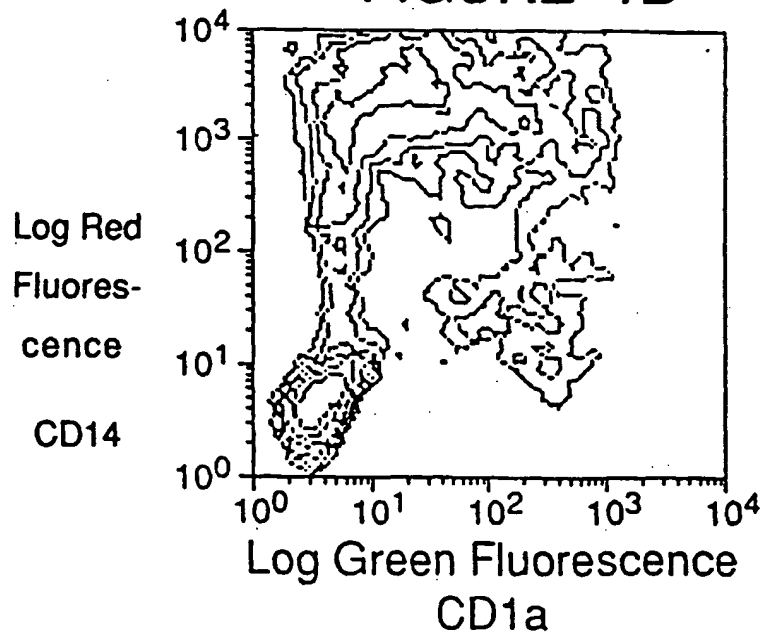 10⁴
10³
10²
10¹
10⁰
Log Red
Fluores-
cence
CD14
10⁰ 10¹ 10² 10³ 10⁴
Log Green Fluorescence
CD1a